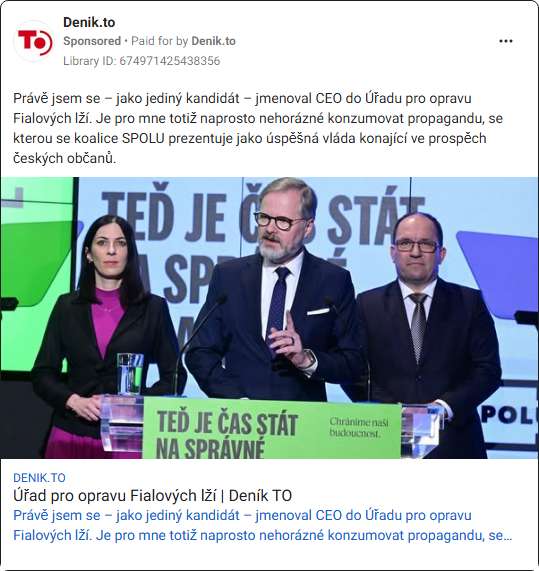 Denik.to
Sponsored • Paid for by Denik.to
Library ID: 674971425438356
Právě jsem se – jako jediný kandidát – jmenoval CEO do Úřadu pro opravu
Fialových lží. Je pro mne totiž naprosto nehorázné konzumovat propagandu, se
kterou se koalice SPOLU prezentuje jako úspěšná vláda konající ve prospěch
českých občanů.
TEĎ JE ČAS STÁT
NA SPRÁVNÉ
SPOLU
TEĎ JE ČAS STÁT
NA SPRÁVNÉ
Chráníme naši
budoucnost.
DENIK.TO
Úřad pro opravu Fialových lží | Deník TO
Právě jsem se – jako jediný kandidát – jmenoval CEO do Úřadu pro opravu
Fialových lží. Je pro mne totiž naprosto nehorázné konzumovat propagandu, se…